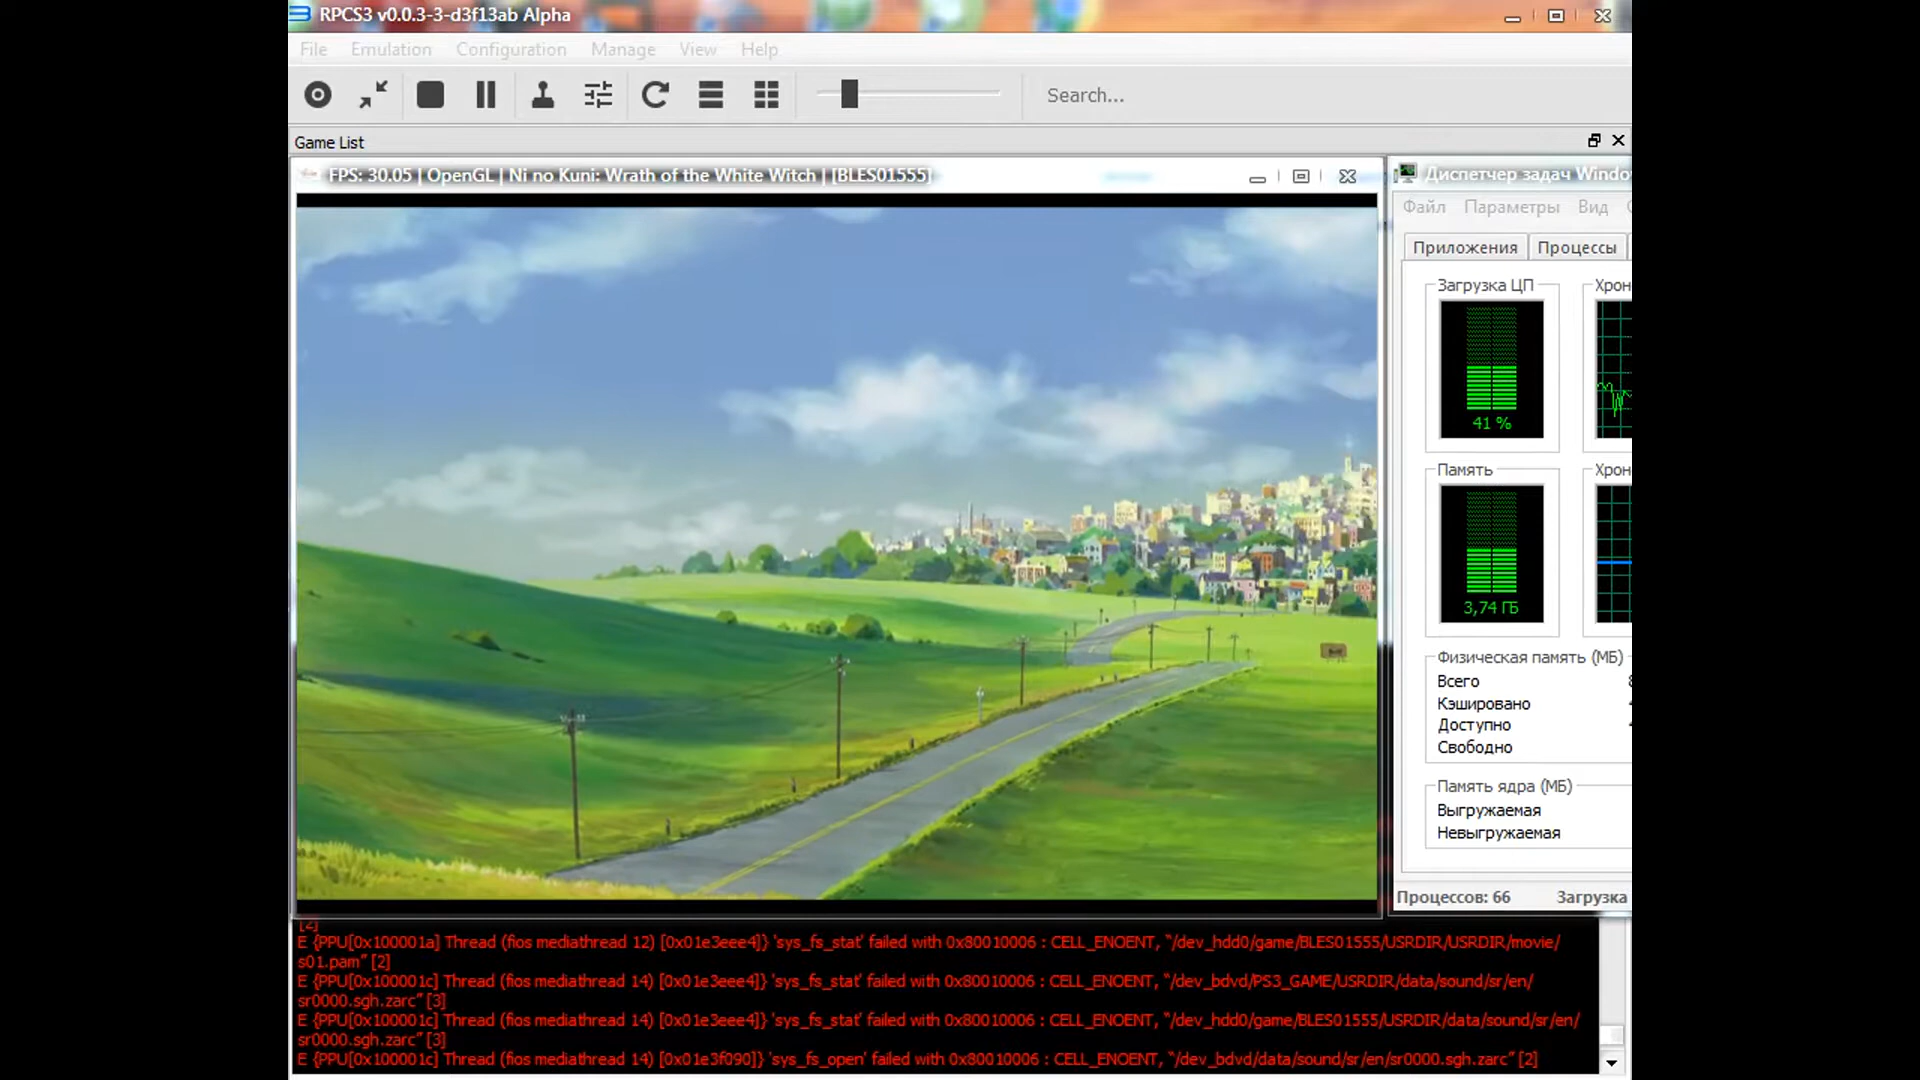 RPCS3 v0.0.3-3-d3f13ab Alpha
File Emulation Configuration Manage View Help
Search...
Game List
FPS: 30.05 | OpenGL | Ni no Kuni: Wrath of the White Witch | [BLES01555]
Диспетчер задач Windo
Файл Параметры Вид
Приложения Процессы
Загрузка ЦП
Хрон
41 %
Память
Хрон
3,74 ГБ
Физическая память (МБ)
Всего
Кэшировано
Доступно
Свободно
Память ядра (МБ)
Выгружаемая
Невыгружаемая
Процессов: 66 Загрузка
[2]
E {PPU[0x100001a] Thread (fios mediathread 12) [0x01e3eee4]} 'sys_fs_stat' failed with 0x80010006 : CELL_ENOENT, “/dev_hdd0/game/BLES01555/USRDIR/USRDIR/movie/
s01.pam” [2]
E {PPU[0x100001c] Thread (fios mediathread 14) [0x01e3eee4]} 'sys_fs_stat' failed with 0x80010006 : CELL_ENOENT, “/dev_bdvd/PS3_GAME/USRDIR/data/sound/sr/en/
sr0000.sgh.zarc” [3]
E {PPU[0x100001c] Thread (fios mediathread 14) [0x01e3eee4]} 'sys_fs_stat' failed with 0x80010006 : CELL_ENOENT, “/dev_hdd0/game/BLES01555/USRDIR/data/sound/sr/en/
sr0000.sgh.zarc” [3]
E {PPU[0x100001c] Thread (fios mediathread 14) [0x01e3f090]} 'sys_fs_open' failed with 0x80010006 : CELL_ENOENT, “/dev_bdvd/data/sound/sr/en/sr0000.sgh.zarc” [2]